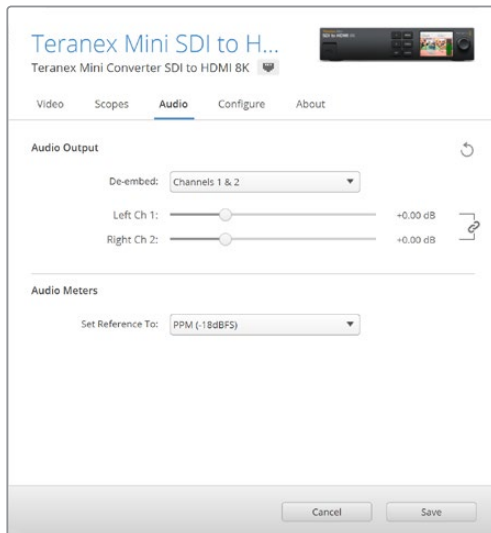 Teranex Mini SDI to H...
Teranex Mini Converter SDI to HDMI 8K
Video Scopes Audio Configure About
Audio Output
De-embed: Channels 1 & 2
Left Ch 1: +0.00 dB
Right Ch 2: +0.00 dB
Audio Meters
Set Reference To: PPM (-18dBFS)
Cancel Save